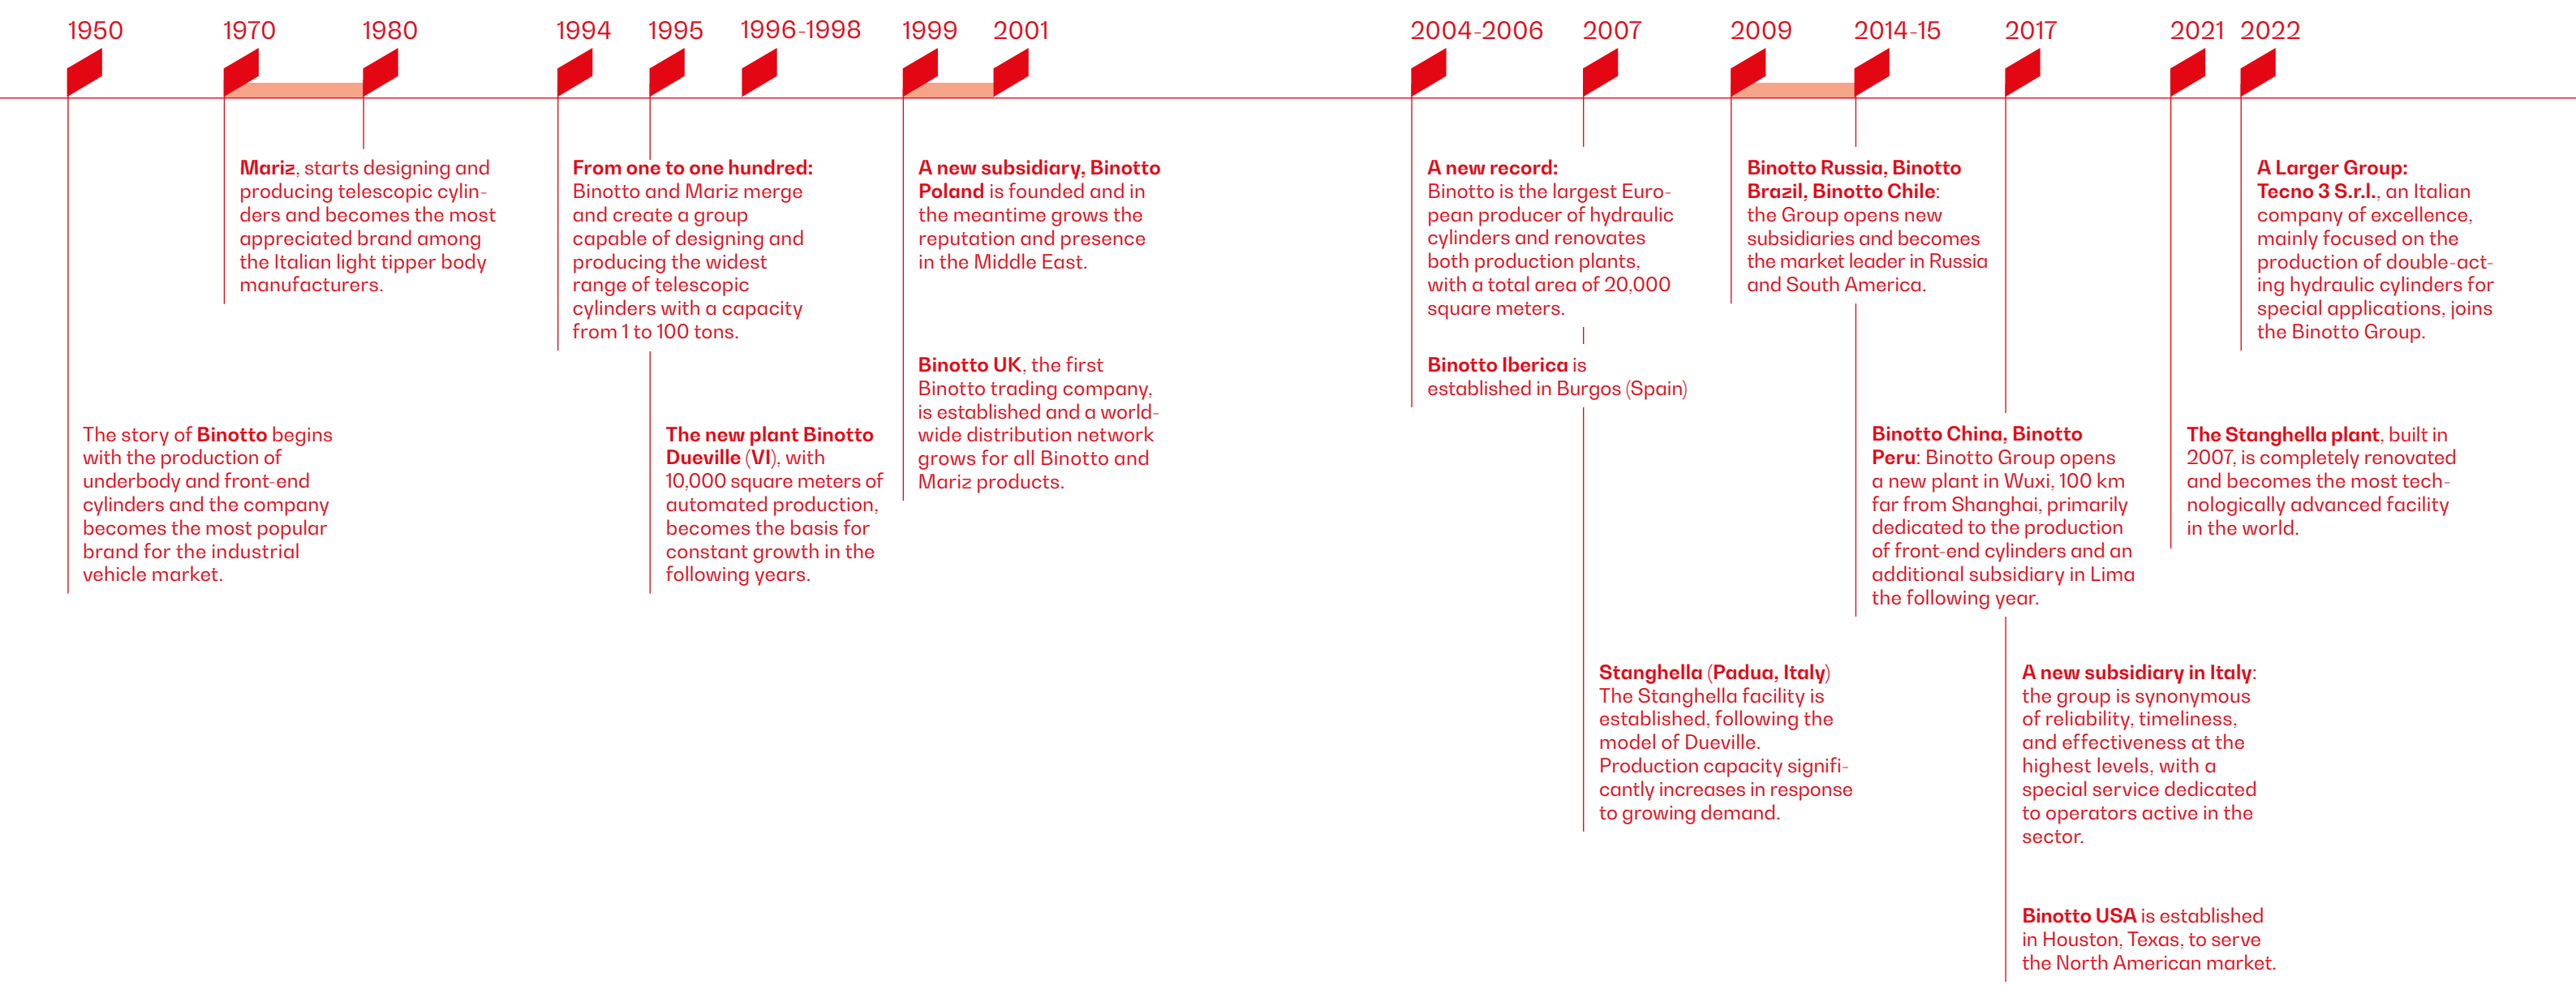 1950
1970
1980
1994
1995
1996-1998
1999
2001
2004-2006
2007
2009
2014-15
2017
2021
2022
The story of Binotto begins
with the production of
underbody and front-end
cylinders and the company
becomes the most popular
brand for the industrial
vehicle market.
Mariz, starts designing and
producing telescopic cylin-
ders and becomes the most
appreciated brand among
the Italian light tipper body
manufacturers.
From one to one hundred:
Binotto and Mariz merge
and create a group
capable of designing and
producing the widest
range of telescopic
cylinders with a capacity
from 1 to 100 tons.
The new plant Binotto
Dueville (VI), with
10,000 square meters of
automated production,
becomes the basis for
constant growth in the
following years.
A new subsidiary, Binotto
Poland is founded and in
the meantime grows the
reputation and presence
in the Middle East.
Binotto UK, the first
Binotto trading company,
is established and a world-
wide distribution network
grows for all Binotto and
Mariz products.
A new record:
Binotto is the largest Euro-
pean producer of hydraulic
cylinders and renovates
both production plants,
with a total area of 20,000
square meters.
Binotto Iberica is
established in Burgos (Spain)
Stanghella (Padua, Italy)
The Stanghella facility is
established, following the
model of Dueville.
Production capacity signifi-
cantly increases in response
to growing demand.
Binotto Russia, Binotto
Brazil, Binotto Chile:
the Group opens new
subsidiaries and becomes
the market leader in Russia
and South America.
Binotto China, Binotto
Peru: Binotto Group opens
a new plant in Wuxi, 100 km
far from Shanghai, primarily
dedicated to the production
of front-end cylinders and an
additional subsidiary in Lima
the following year.
A new subsidiary in Italy:
the group is synonymous
of reliability, timeliness,
and effectiveness at the
highest levels, with a
special service dedicated
to operators active in the
sector.
Binotto USA is established
in Houston, Texas, to serve
the North American market.
The Stanghella plant, built in
2007, is completely renovated
and becomes the most tech-
nologically advanced facility
in the world.
A Larger Group:
Tecno 3 S.r.l., an Italian
company of excellence,
mainly focused on the
production of double-act-
ing hydraulic cylinders for
special applications, joins
the Binotto Group.